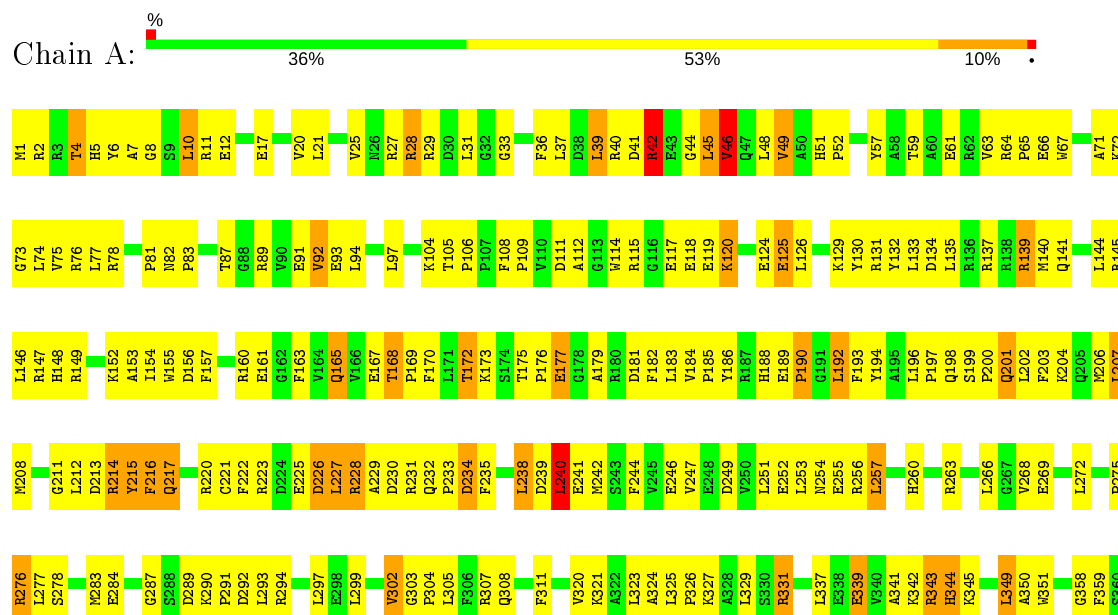 %
Chain A:
36% 53% 10% •
M1 R2 R3 T4 H5 Y6 A7 G8 S9 L10 R11 E12 E17 V20 L21 V25 N26 R27 R28 R29 D30 L31 G32 G33 F36 L37 D38 L39 R40 D41 R42 E43 G44 L45 V46 Q47 L48 V49 A50 H51 P52 Y57 A58 T59 A60 E61 R62 V63 R64 P65 E66 W67 A71 K72
G73 L74 V75 R76 L77 R78 P81 N82 P83 T87 G88 R89 V90 E91 V92 E93 L94 L97 K104 T105 P106 P107 F108 P109 V110 D111 A112 G113 W114 R115 G116 E117 E118 E119 K120 E124 E125 L126 K129 Y130 R131 Y132 L133 D134 L135 R136 R137 R138 R139 M140 Q141 L144 R145
L146 R147 H148 R149 K152 A153 I154 W155 D156 F157 R160 E161 G162 F163 V164 Q165 V166 E167 T168 P169 F170 L171 T172 K173 S174 T175 P176 E177 G178 A179 R180 D181 F182 L183 V184 P185 Y186 R187 H188 E189 P190 G191 L192 F193 Y194 A195 L196 P197 Q198 S199 P200 Q201 L202 F203 K204 Q205 M206 L207
M208 G211 L212 D213 R214 Y215 F216 Q217 R220 C221 F222 R223 D224 E225 D226 L227 R228 A229 D230 R231 Q232 P233 D234 F235 L238 D239 L240 E241 M242 S243 F244 V245 E246 V247 E248 D249 V250 L251 E252 L253 N254 E255 R256 L257 H260 R263 L266 G267 V268 E269 L272 P275
R276 L277 S278 M283 E284 G287 S288 D289 K290 P291 D292 L293 R294 L297 E298 L299 V302 G303 P304 L305 F306 R307 Q308 F311 V320 K321 A322 L323 A324 L325 P326 K327 A328 L329 S330 R331 L337 E338 E339 V340 A341 K342 R343 H344 K345 L349 A350 W351 G358 F359